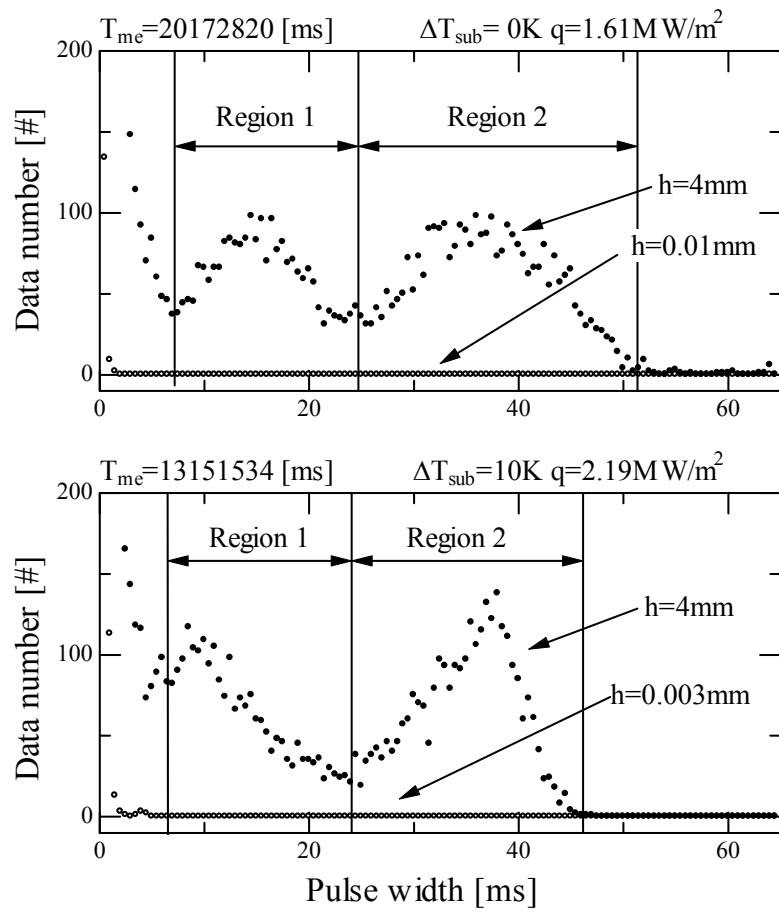 T_me=20172820 [ms] ΔT_sub= 0K q=1.61MW/m²
200
Region 1 Region 2
h=4mm
100
h=0.01mm
0
0 20 40 60
Data number [#]
T_me=13151534 [ms] ΔT_sub=10K q=2.19MW/m²
200
Region 1 Region 2
h=4mm
100
h=0.003mm
0
0 20 40 60
Data number [#]
Pulse width [ms]